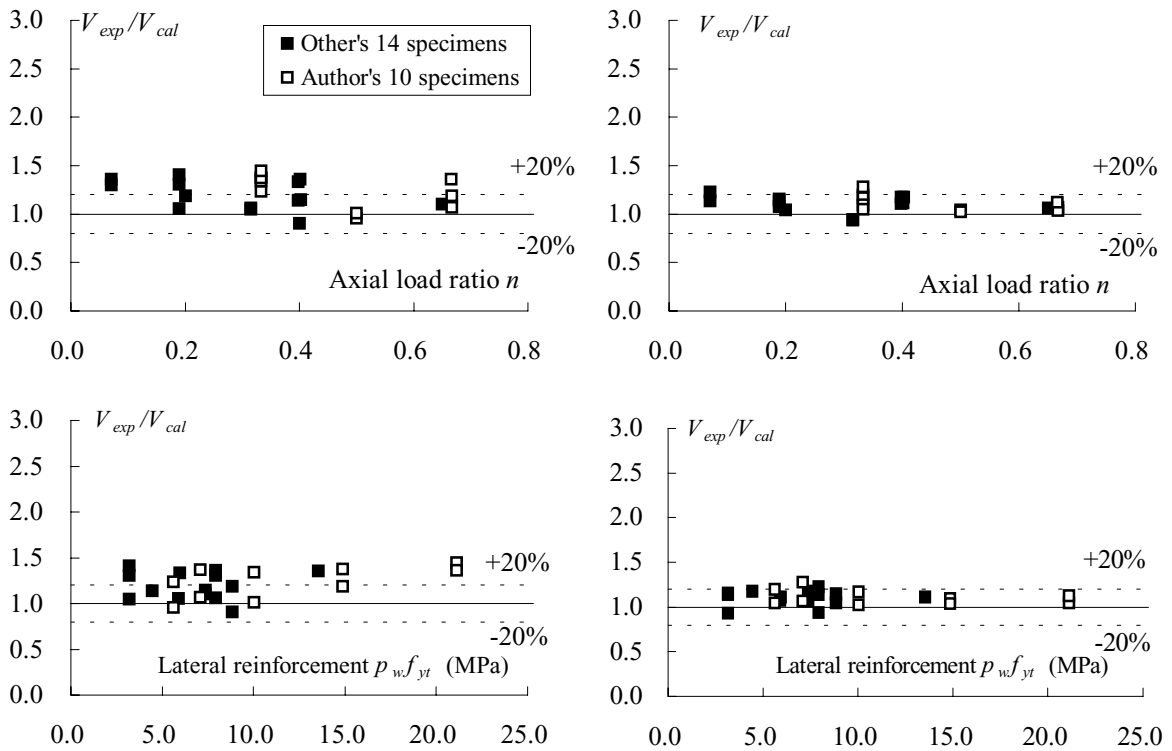 3.0
V_exp/V_cal
2.5
2.0
1.5
1.0
0.5
0.0
Other's 14 specimens
Author's 10 specimens
+20%
-20%
Axial load ratio n
0.0 0.2 0.4 0.6 0.8
3.0
V_exp/V_cal
2.5
2.0
1.5
1.0
0.5
0.0
+20%
-20%
Axial load ratio n
0.0 0.2 0.4 0.6 0.8
3.0
V_exp/V_cal
2.5
2.0
1.5
1.0
0.5
0.0
+20%
-20%
Lateral reinforcement p_w f_yt (MPa)
0.0 5.0 10.0 15.0 20.0 25.0
3.0
V_exp/V_cal
2.5
2.0
1.5
1.0
0.5
0.0
+20%
-20%
Lateral reinforcement p_w f_yt (MPa)
0.0 5.0 10.0 15.0 20.0 25.0